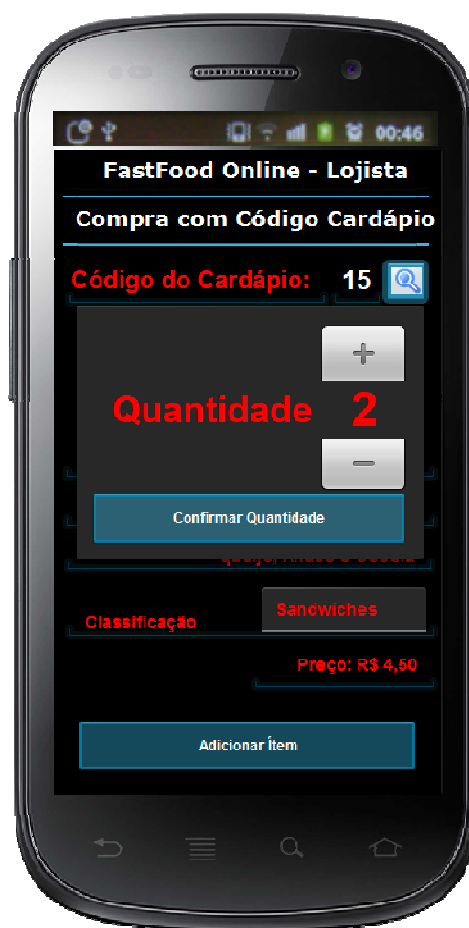 00:46
FastFood Online - Lojista
Compra com Código Cardápio
Código do Cardápio: 15
Quantidade 2
Confirmar Quantidade
Classificação Sandwiches
Preço: R$ 4,50
Adicionar Ítem